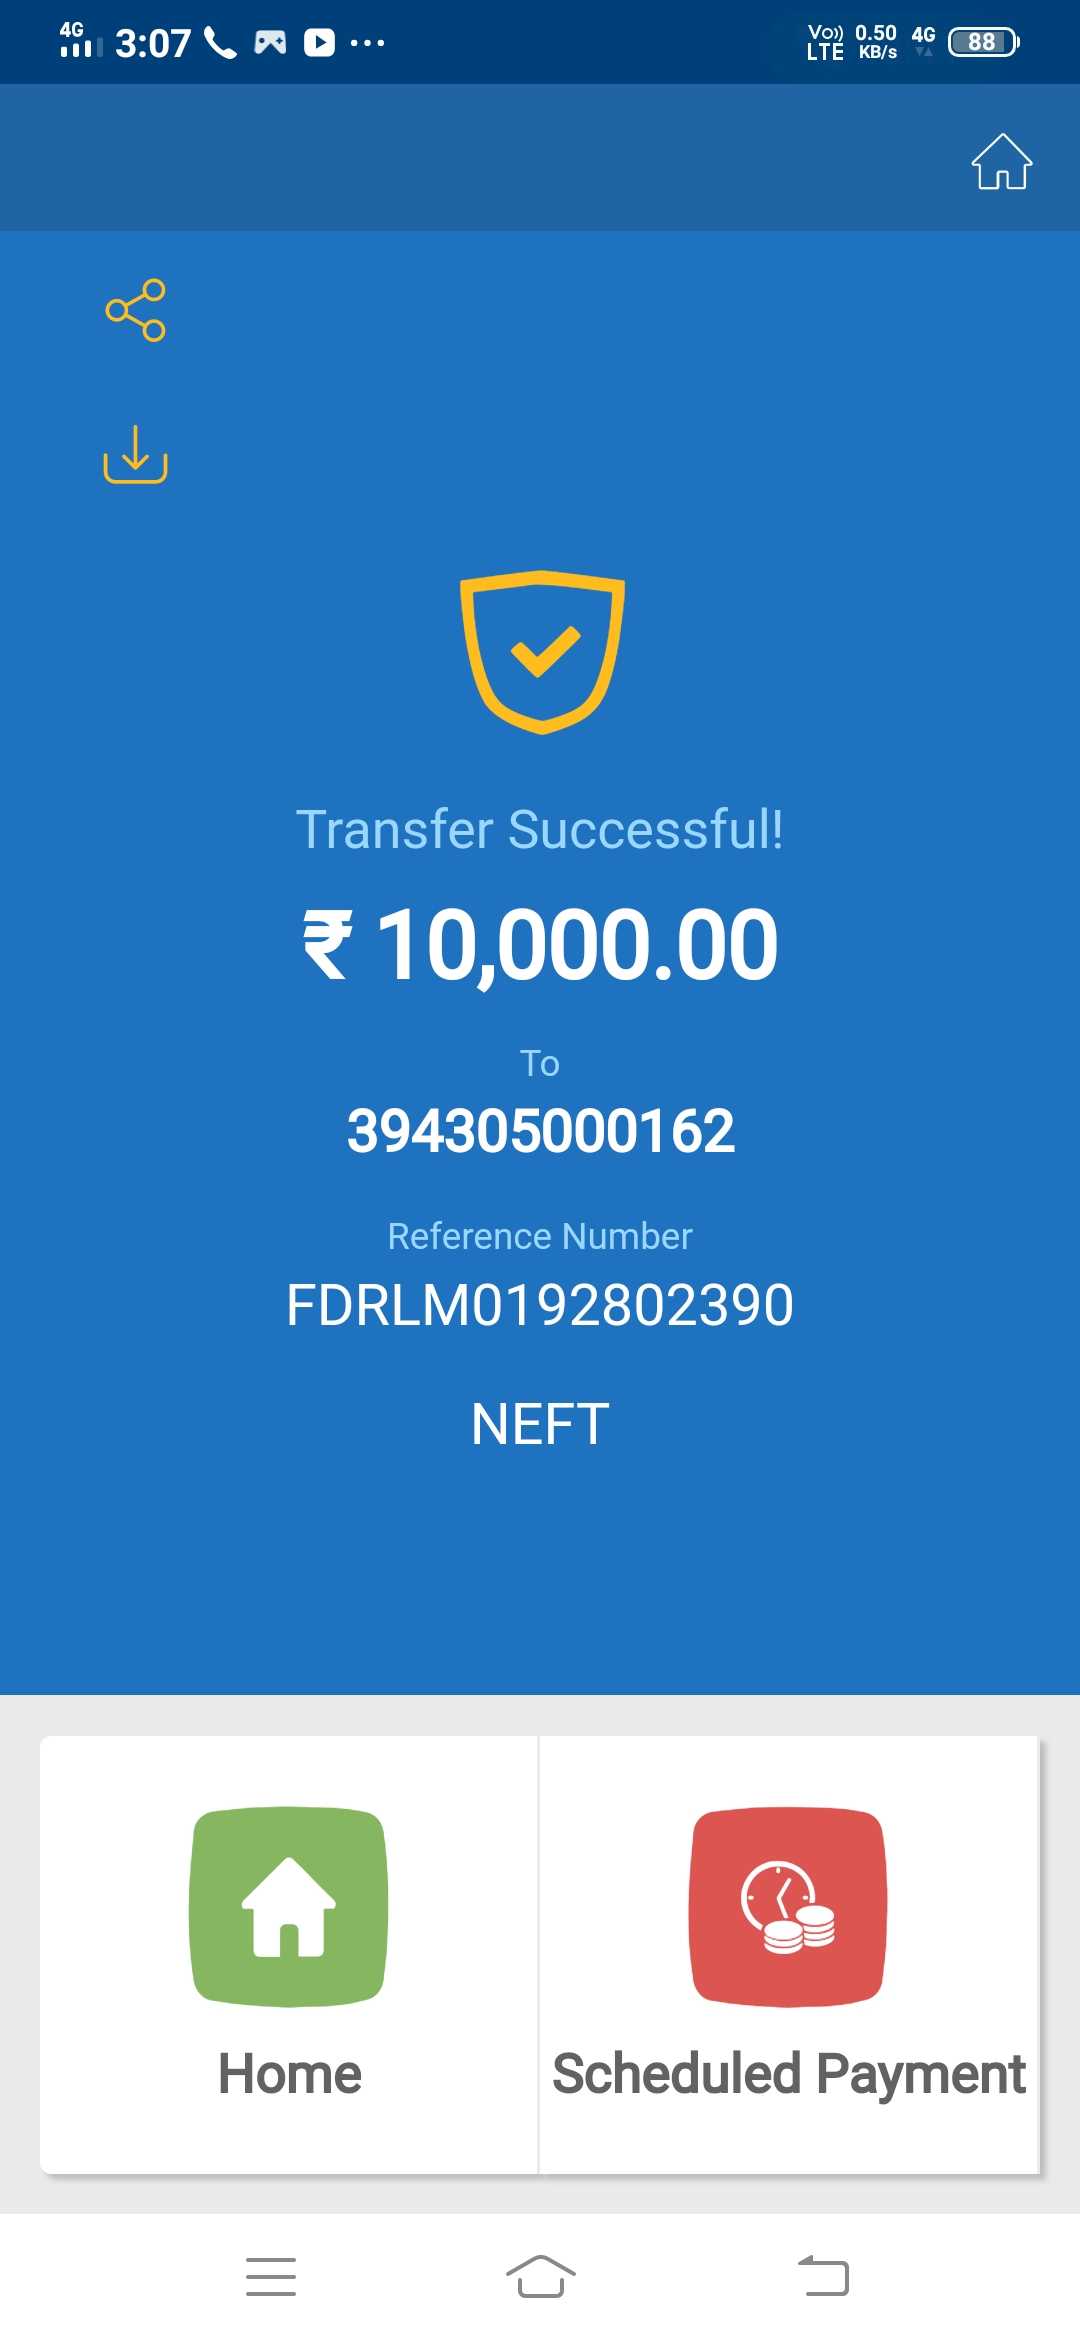 4G 3:07 Vo)) LTE 0.50 KB/s 4G 88
Transfer Successful!
₹ 10,000.00
To
394305000162
Reference Number
FDRLM0192802390
NEFT
Home
Scheduled Payment